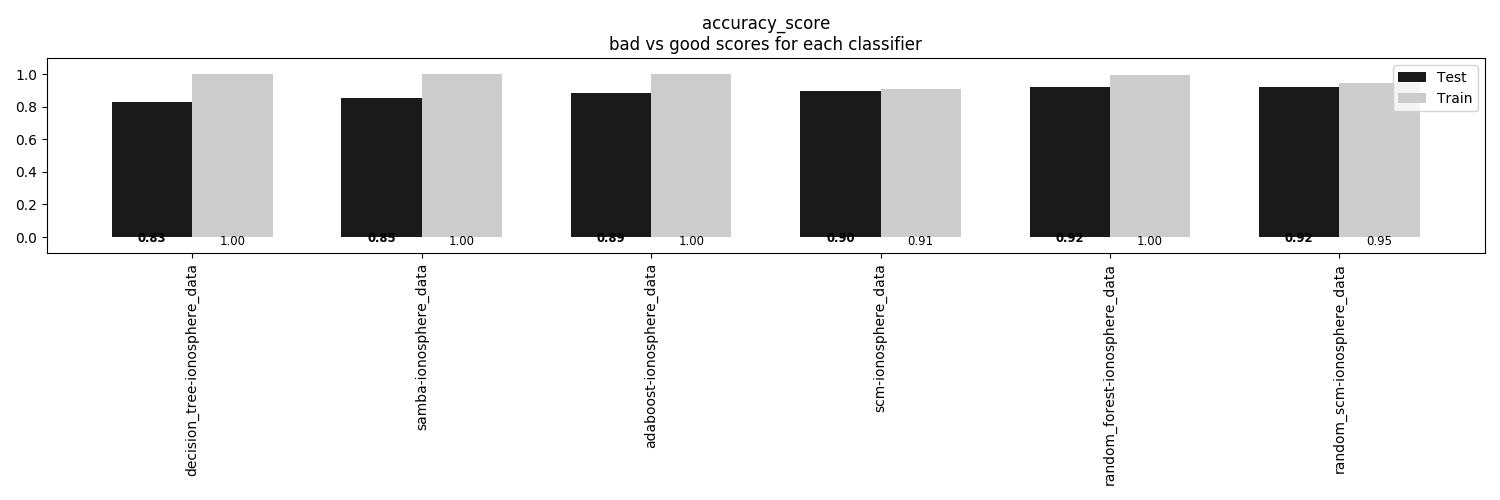 accuracy_score
bad vs good scores for each classifier
Test
Train
1.0
0.8
0.6
0.4
0.2
0.0
0.83
1.00
0.85
1.00
0.89
1.00
0.90
0.91
0.92
1.00
0.92
0.95
decision_tree-ionosphere_data
samba-ionosphere_data
adaboost-ionosphere_data
scm-ionosphere_data
random_forest-ionosphere_data
random_scm-ionosphere_data